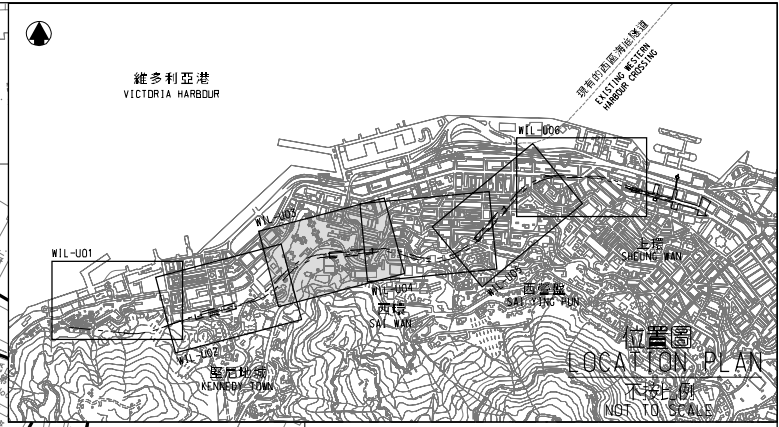 維多利亞港
VICTORIA HARBOUR
現有的西區海底隧道
EXISTING WESTERN
HARBOUR CROSSING
WIL-U06
WIL-U03
WIL-U01
上環
SHEUNG WAN
WIL-U05
WIL-U04
西營盤
SAI YING PUN
西環
SAI WAN
WIL-U02
堅尼地城
KENNEDY TOWN
位置圖
LOCATION PLAN
不按比例
NOT TO SCALE